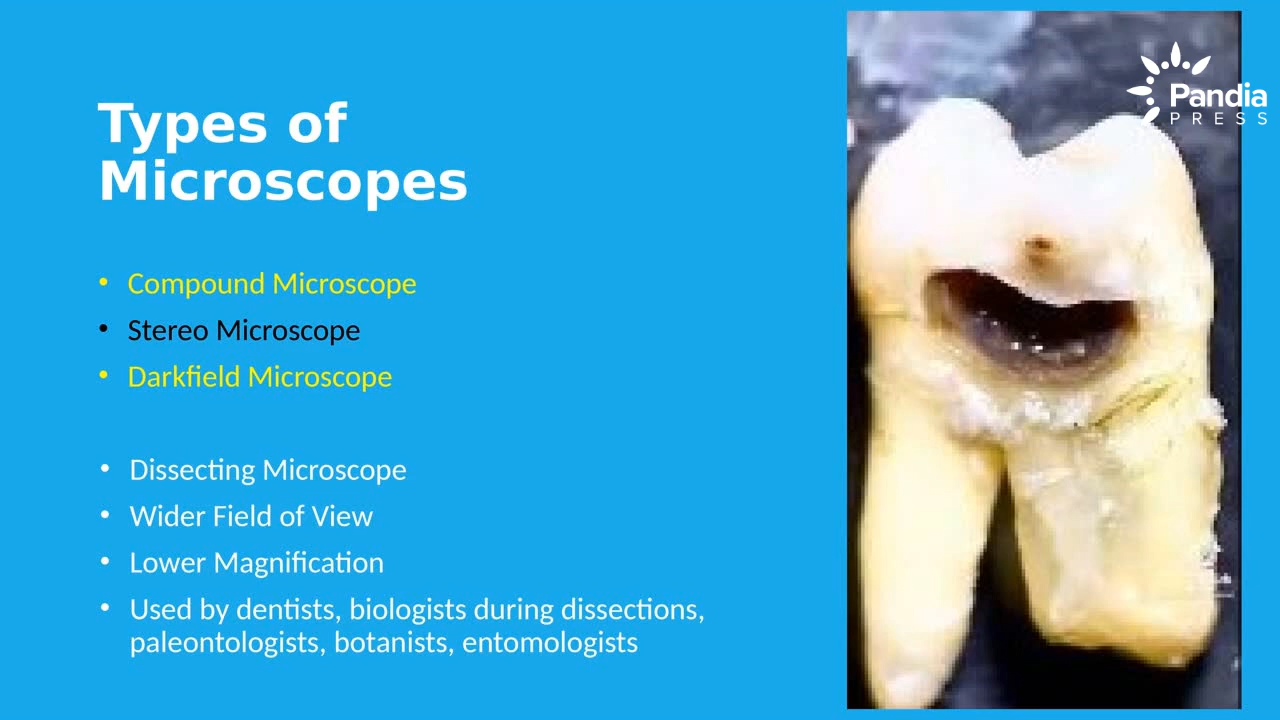 Types of
Microscopes
• Compound Microscope
• Stereo Microscope
• Darkfield Microscope
• Dissecting Microscope
• Wider Field of View
• Lower Magnification
• Used by dentists, biologists during dissections,
paleontologists, botanists, entomologists
Pandia
PRESS